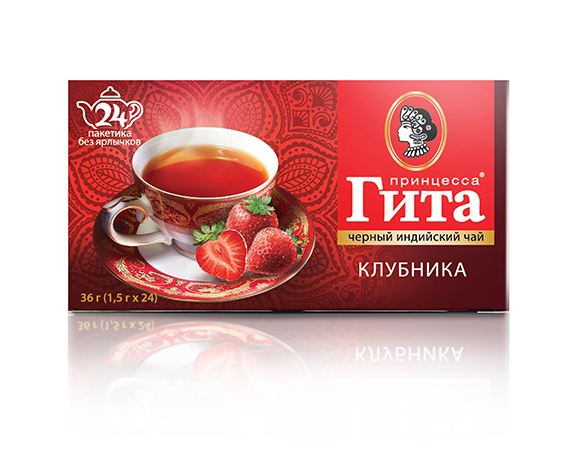 24
пакетика
без ярлычков
принцесса®
Гита
черный индийский чай
КЛУБНИКА
36 г (1,5 г х 24)